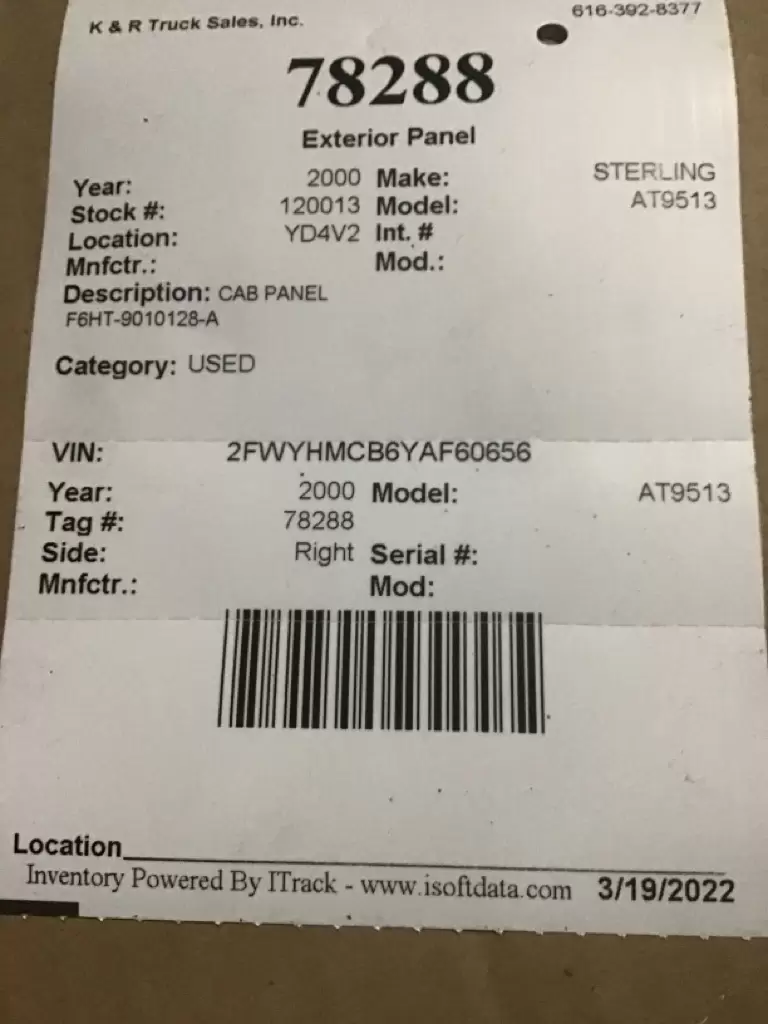 K & R Truck Sales, Inc. 616-392-8377
78288
Exterior Panel
Year: 2000 Make: STERLING
Stock #: 120013 Model: AT9513
Location: YD4V2 Int. #
Mnfctr.: Mod.:
Description: CAB PANEL
F6HT-9010128-A
Category: USED
VIN: 2FWYHMCB6YAF60656
Year: 2000 Model: AT9513
Tag #: 78288
Side: Right Serial #:
Mnfctr.: Mod:
Location
Inventory Powered By ITrack - www.isoftdata.com 3/19/2022